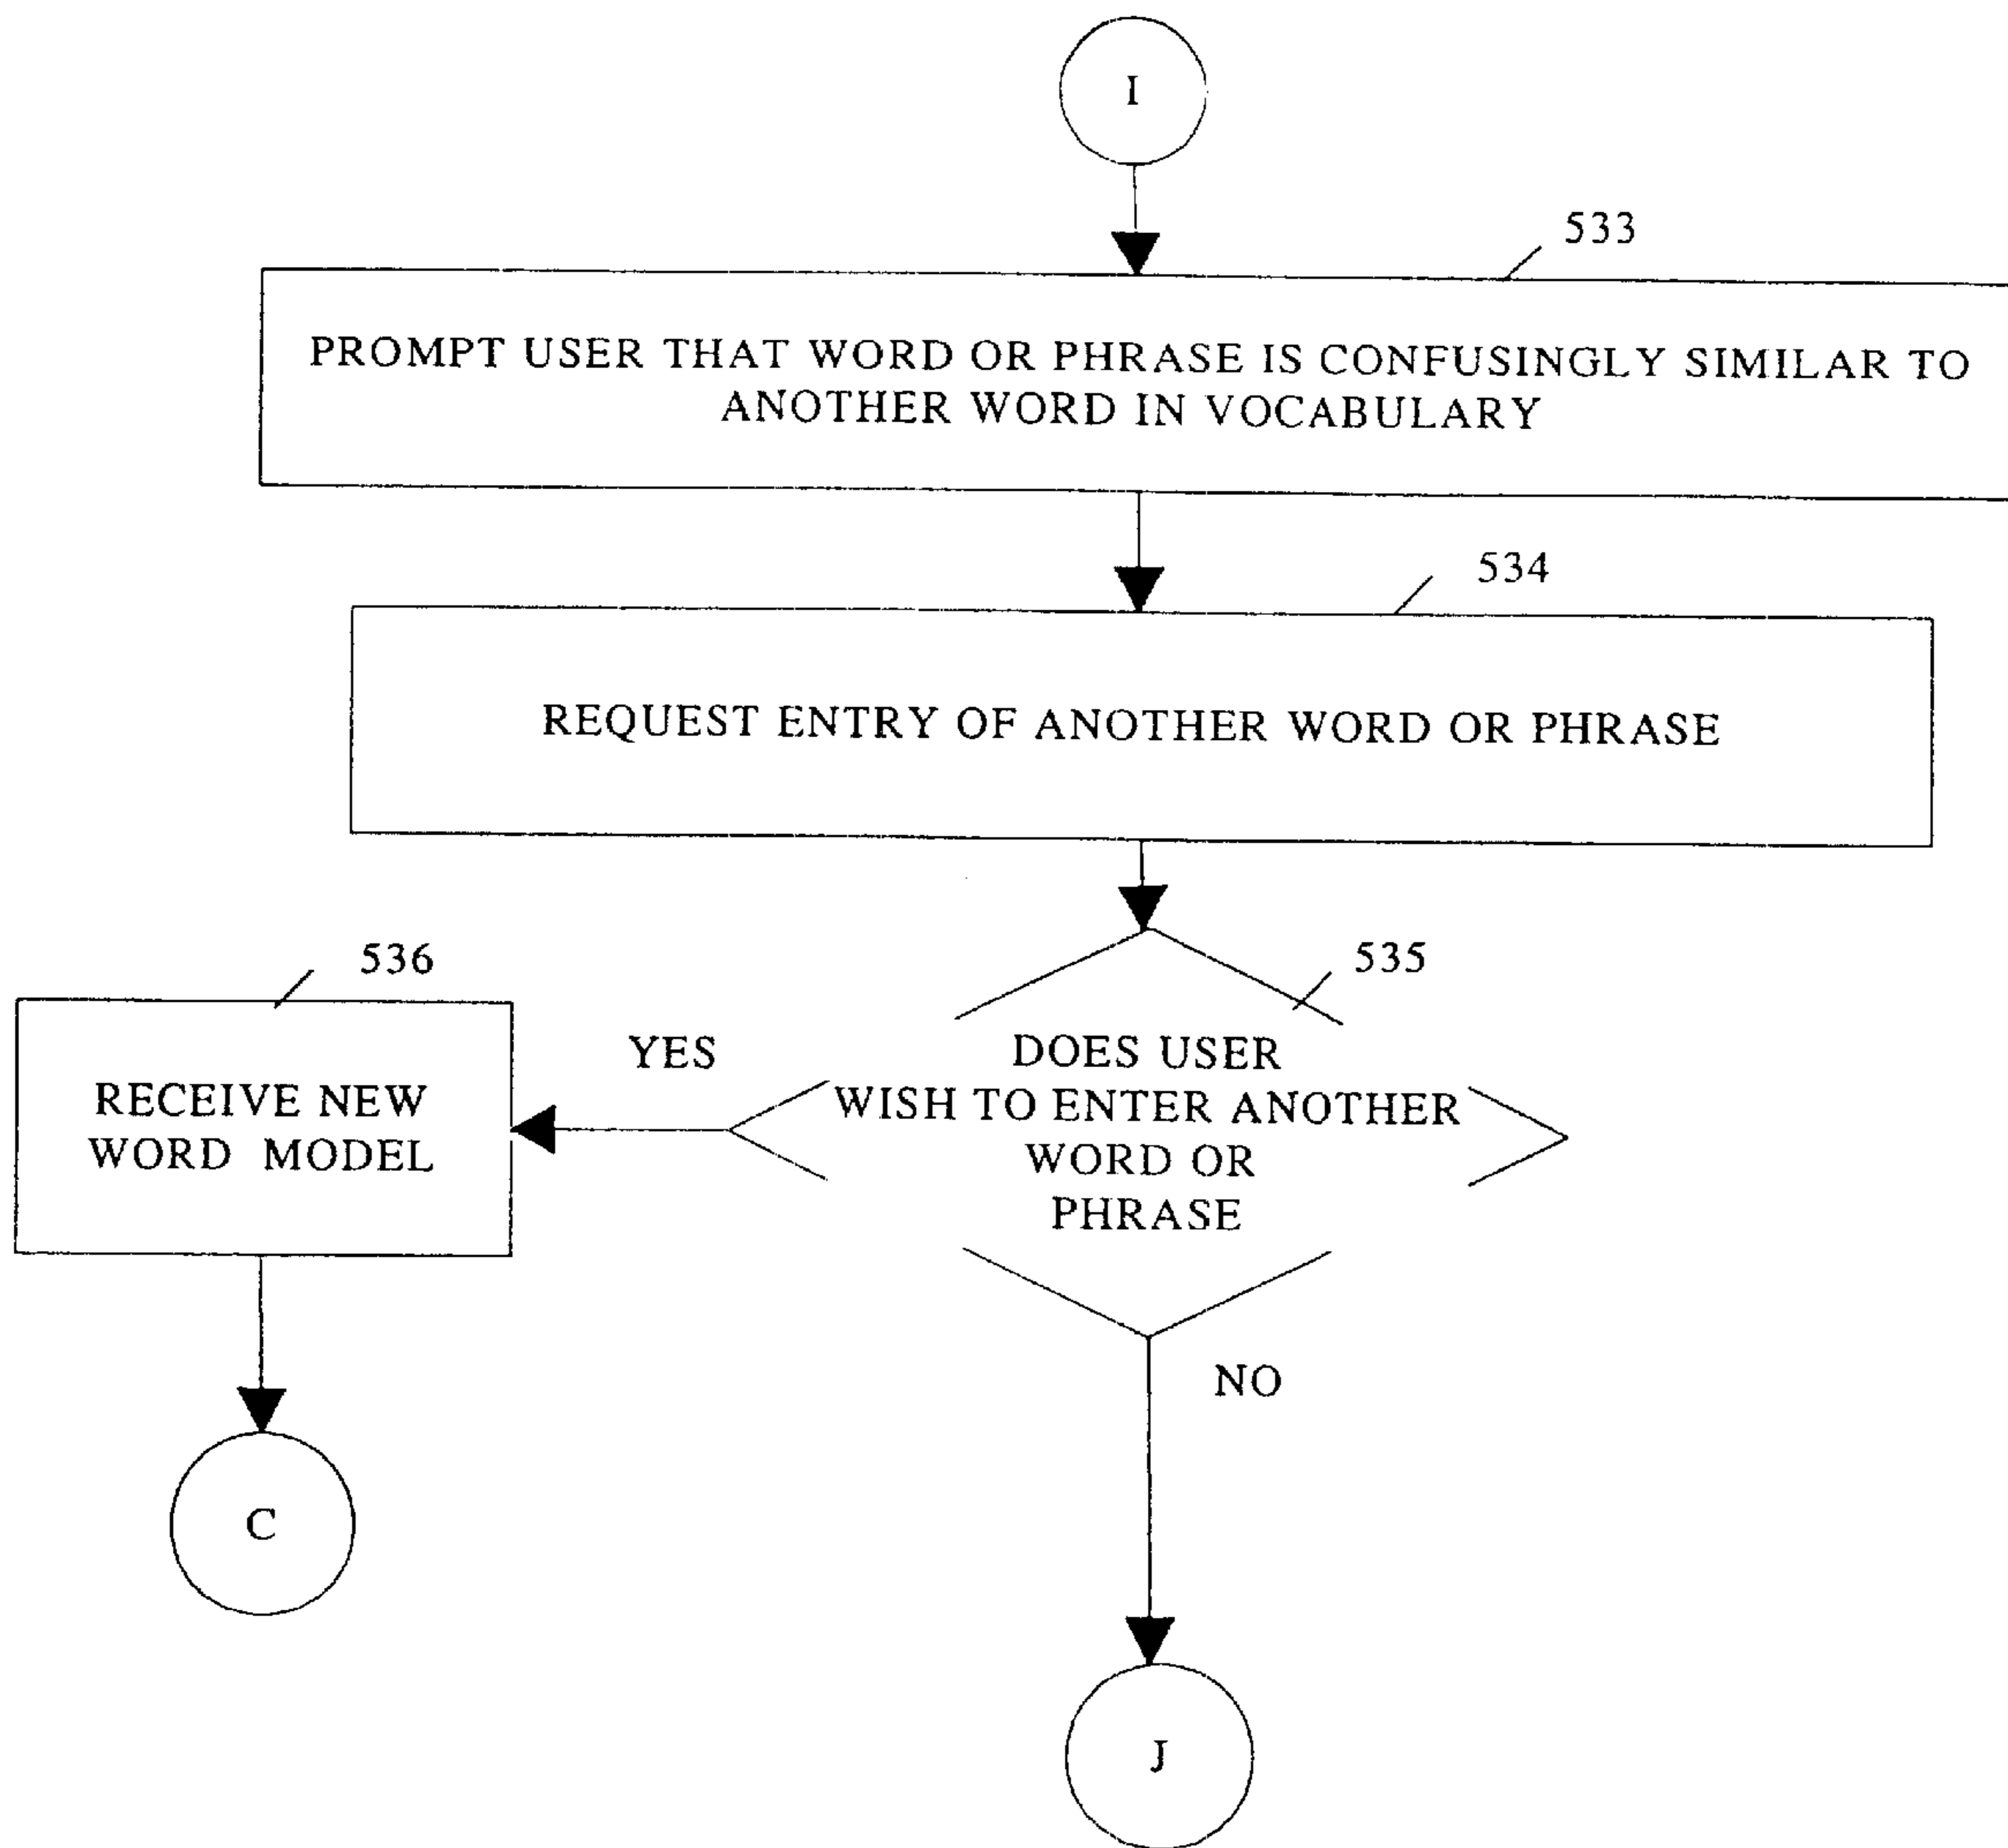 I
533
PROMPT USER THAT WORD OR PHRASE IS CONFUSINGLY SIMILAR TO
ANOTHER WORD IN VOCABULARY
534
REQUEST ENTRY OF ANOTHER WORD OR PHRASE
535
DOES USER
WISH TO ENTER ANOTHER
WORD OR
PHRASE
YES
536
RECEIVE NEW
WORD MODEL
C
NO
J